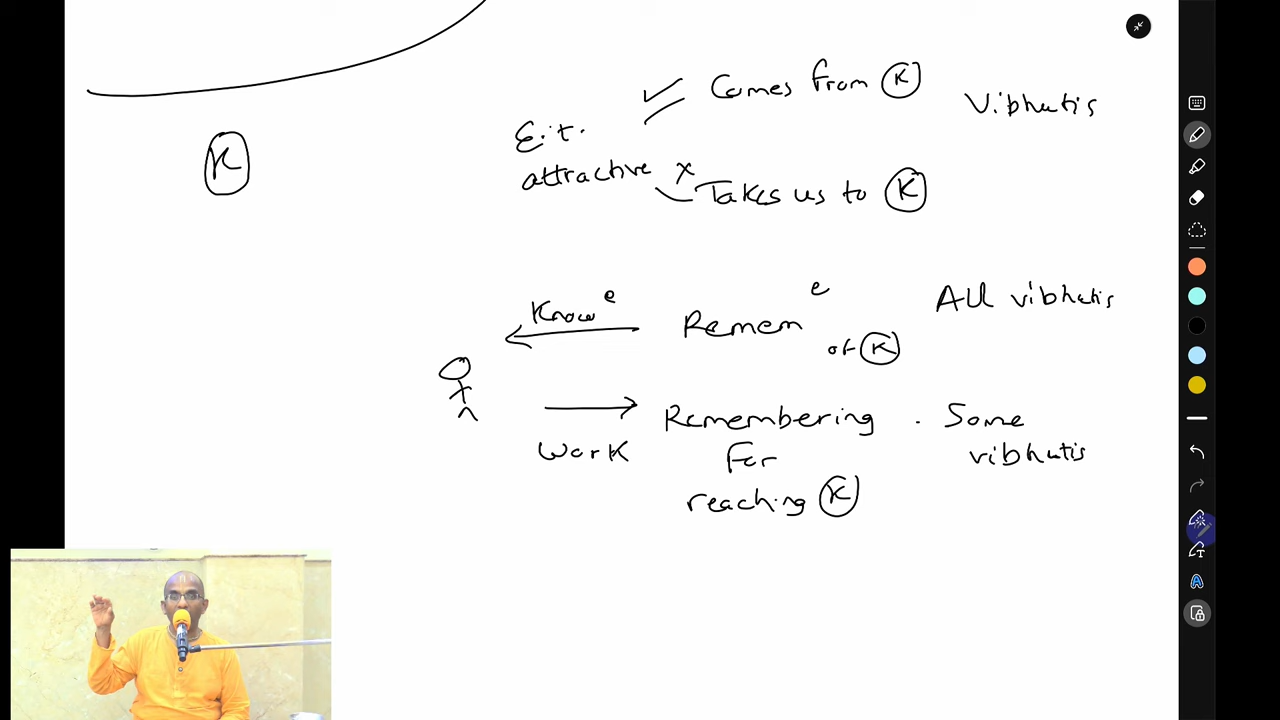 K
E.i.t.
attractive
✓ Comes from K
x Takes us to K
Vibhutis
Know e
Remem e
of K
All vibhutis
Work
Remembering
For
reaching K
. Some
vibhutis